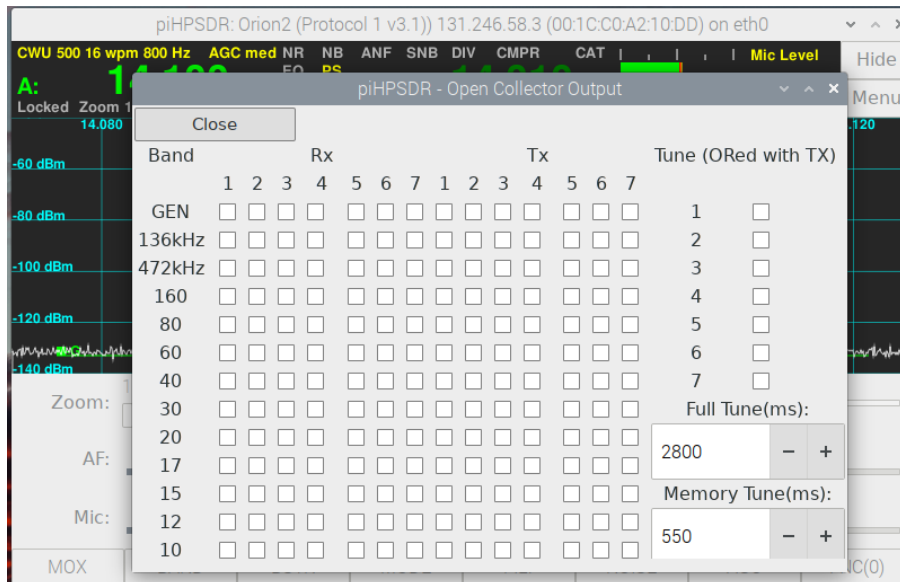 piHPSDR: Orion2 (Protocol 1 v3.1)) 131.246.58.3 (00:1C:C0:A2:10:DD) on eth0
CWU 500 16 wpm 800 Hz AGC med NR NB ANF SNB DIV CMPR CAT Mic Level Hide
A:
Locked Zoom 1
Menu
14.080
.120
-60 dBm
-80 dBm
-100 dBm
-120 dBm
-140 dBm
piHPSDR - Open Collector Output
Close
Band Rx Tx Tune (ORed with TX)
1 2 3 4 5 6 7 1 2 3 4 5 6 7
GEN 1
136kHz 2
472kHz 3
160 4
80 5
60 6
40 7
30 Full Tune(ms):
20
2800 − +
17
15 Memory Tune(ms):
12
550 − +
10
Zoom:
AF:
Mic:
MOX
NC(0)